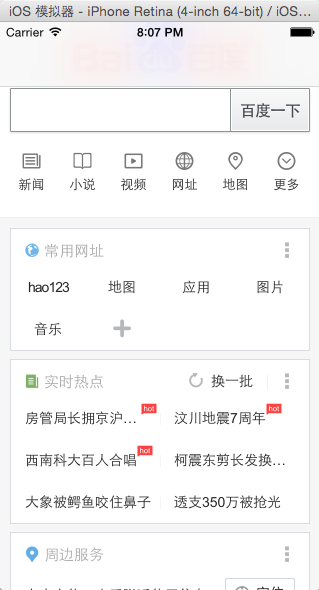 iOS 模拟器 - iPhone Retina (4-inch 64-bit) / iOS...
Carrier 8:07 PM
Bai 百度
百度一下
新闻 小说 视频 网址 地图 更多
常用网址
hao123 地图 应用 图片
音乐
实时热点 换一批
房管局长拥京沪... hot 汶川地震7周年 hot
西南科大百人合唱 hot 柯震东剪长发换...
大象被鳄鱼咬住鼻子 透支350万被抢光
周边服务